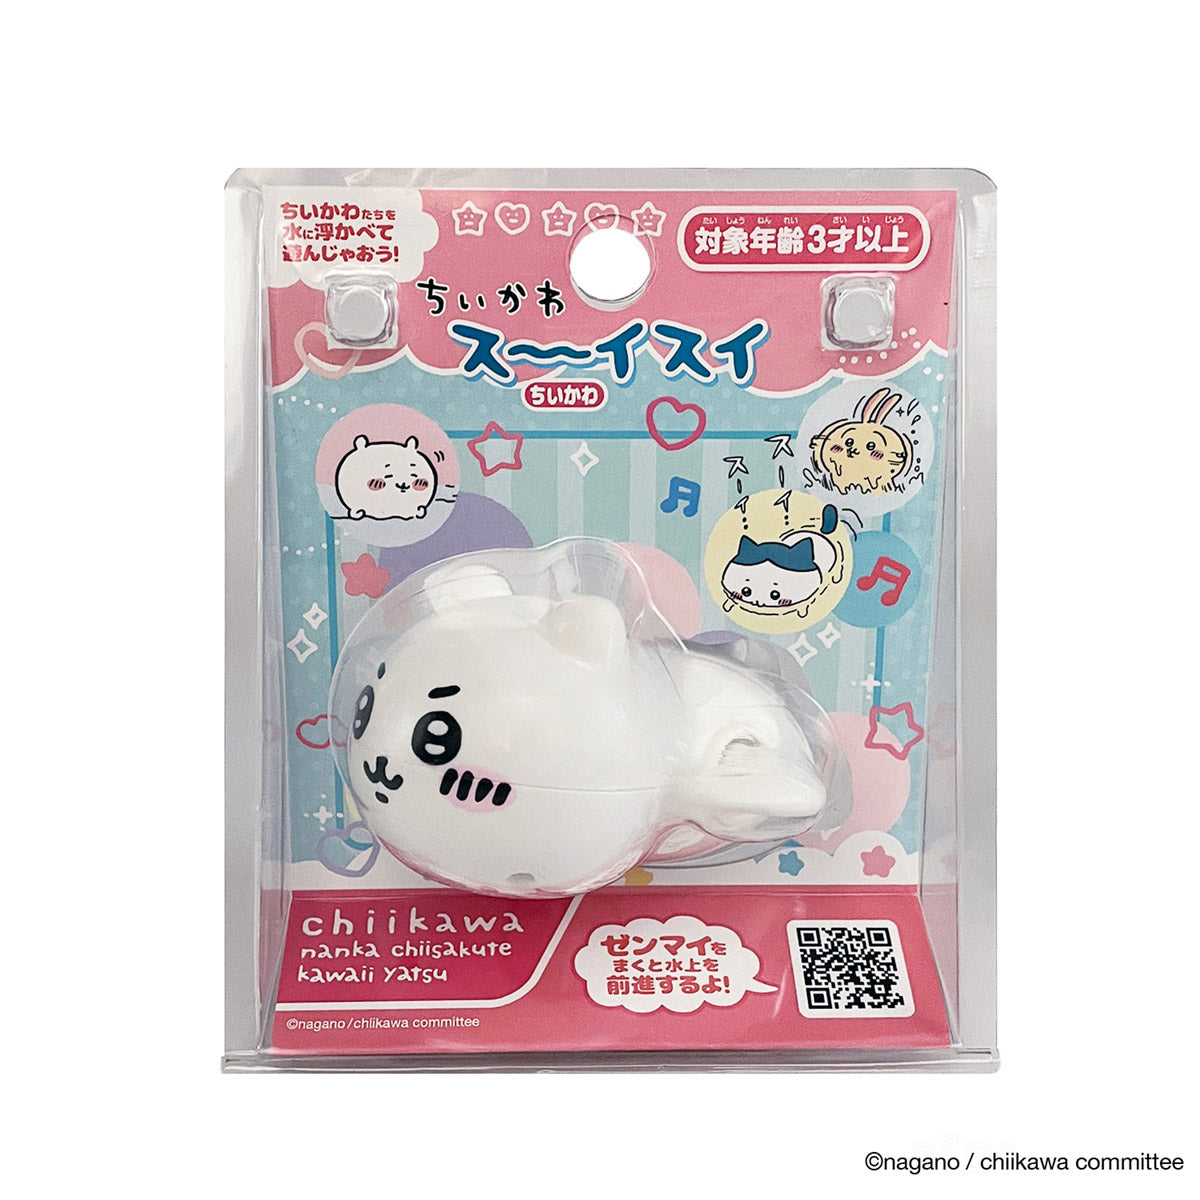 ちいかわたちを
水に浮かべて
遊んじゃおう!
たいしょうねんれい さいいじょう
対象年齢3才以上
ちいかわ
ス〜イスイ
ちいかわ
スイー
スイー
chiikawa
nanka chiisakute
kawaii yatsu
©nagano/chiikawa committee
ゼンマイを
まくと水上を
前進するよ!
©nagano / chiikawa committee